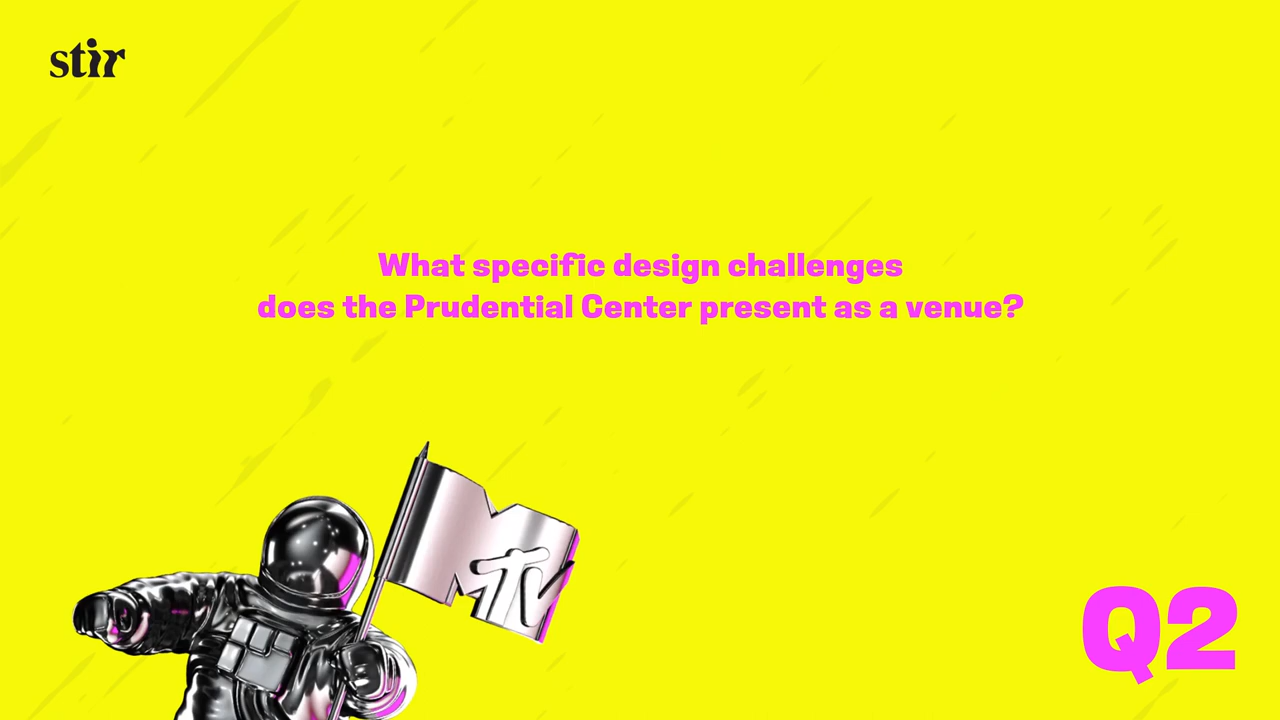 stir
What specific design challenges
does the Prudential Center present as a venue?
MTV
Q2